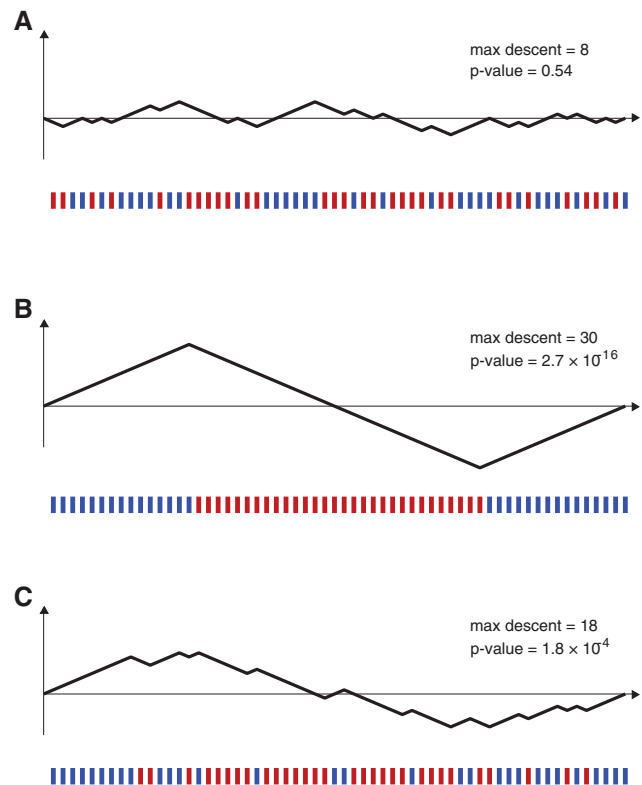 A
max descent = 8
p-value = 0.54
B
max descent = 30
p-value = 2.7 × 10⁻¹⁶
C
max descent = 18
p-value = 1.8 × 10⁻⁴